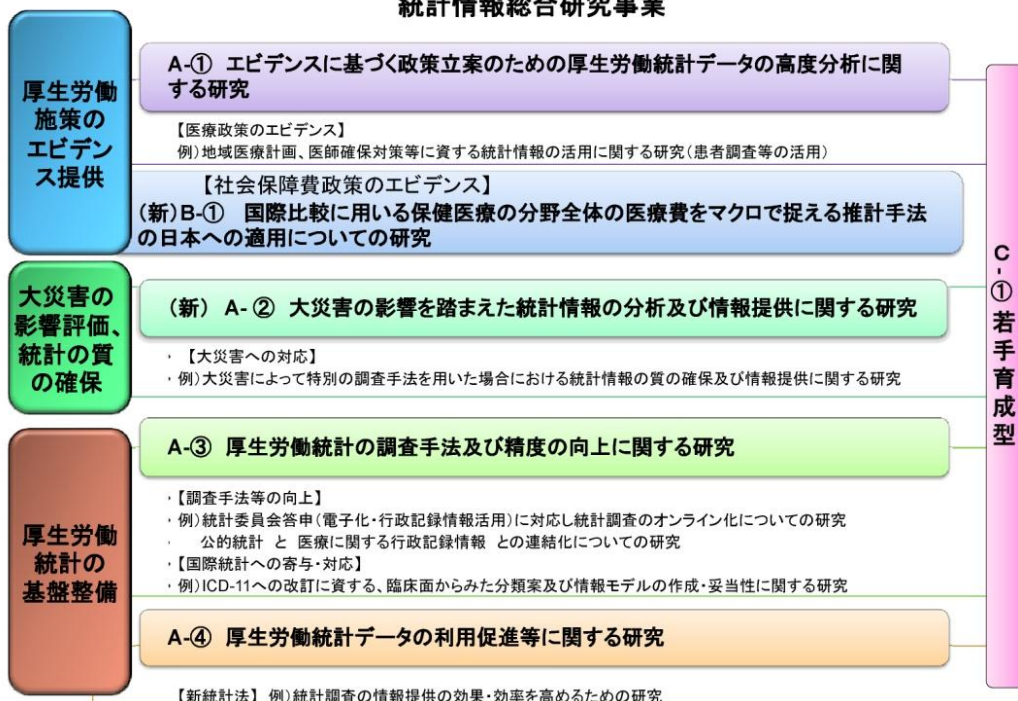 統計情報総合研究事業
厚生労働
施策の
エビデン
ス提供
A-① エビデンスに基づく政策立案のための厚生労働統計データの高度分析に関
する研究
【医療政策のエビデンス】
例)地域医療計画、医師確保対策等に資する統計情報の活用に関する研究(患者調査等の活用)
【社会保障費政策のエビデンス】
(新)B-① 国際比較に用いる保健医療の分野全体の医療費をマクロで捉える推計手法
の日本への適用についての研究
大災害の
影響評価、
統計の質
の確保
(新) A-② 大災害の影響を踏まえた統計情報の分析及び情報提供に関する研究
・ 【大災害への対応】
・例)大災害によって特別の調査手法を用いた場合における統計情報の質の確保及び情報提供に関する研究
厚生労働
統計の
基盤整備
A-③ 厚生労働統計の調査手法及び精度の向上に関する研究
・【調査手法等の向上】
・例)統計委員会答申(電子化・行政記録情報活用)に対応し統計調査のオンライン化についての研究
・ 公的統計 と 医療に関する行政記録情報 との連結化についての研究
・【国際統計への寄与・対応】
・例)ICD-11への改訂に資する、臨床面からみた分類案及び情報モデルの作成・妥当性に関する研究
A-④ 厚生労働統計データの利用促進等に関する研究
【新統計法】 例)統計調査の情報提供の効果・効率を高めるための研究
C-①若手育成型